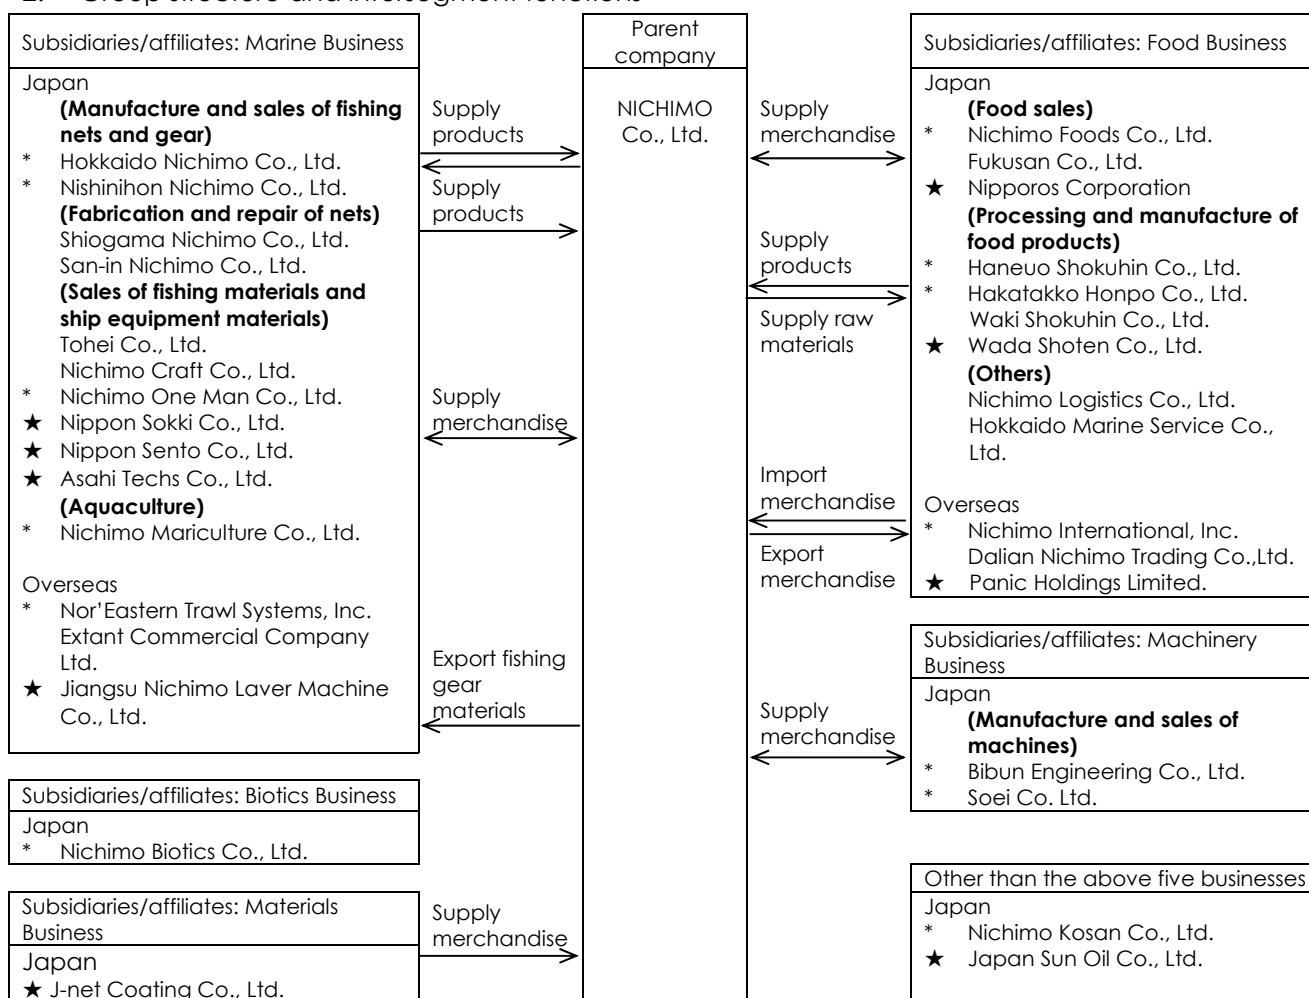 2. Group structure and intersegment functions
Subsidiaries/affiliates: Marine Business
Japan
(Manufacture and sales of fishing
nets and gear)
* Hokkaido Nichimo Co., Ltd.
* Nishinihon Nichimo Co., Ltd.
(Fabrication and repair of nets)
Shiogama Nichimo Co., Ltd.
San-in Nichimo Co., Ltd.
(Sales of fishing materials and
ship equipment materials)
Tohei Co., Ltd.
Nichimo Craft Co., Ltd.
* Nichimo One Man Co., Ltd.
★ Nippon Sokki Co., Ltd.
★ Nippon Sento Co., Ltd.
★ Asahi Techs Co., Ltd.
(Aquaculture)
* Nichimo Mariculture Co., Ltd.
Overseas
* Nor’Eastern Trawl Systems, Inc.
Extant Commercial Company
Ltd.
★ Jiangsu Nichimo Laver Machine
Co., Ltd.
Subsidiaries/affiliates: Biotics Business
Japan
* Nichimo Biotics Co., Ltd.
Subsidiaries/affiliates: Materials
Business
Japan
★ J-net Coating Co., Ltd.
Supply
products
Supply
products
Supply
merchandise
Export fishing
gear
materials
Supply
merchandise
Parent
company
NICHIMO
Co., Ltd.
Supply
merchandise
Supply
products
Supply raw
materials
Import
merchandise
Export
merchandise
Supply
merchandise
Subsidiaries/affiliates: Food Business
Japan
(Food sales)
* Nichimo Foods Co., Ltd.
Fukusan Co., Ltd.
★ Nipporos Corporation
(Processing and manufacture of
food products)
* Haneuo Shokuhin Co., Ltd.
* Hakatakko Honpo Co., Ltd.
Waki Shokuhin Co., Ltd.
★ Wada Shoten Co., Ltd.
(Others)
Nichimo Logistics Co., Ltd.
Hokkaido Marine Service Co.,
Ltd.
Overseas
* Nichimo International, Inc.
Dalian Nichimo Trading Co.,Ltd.
★ Panic Holdings Limited.
Subsidiaries/affiliates: Machinery
Business
Japan
(Manufacture and sales of
machines)
* Bibun Engineering Co., Ltd.
* Soei Co. Ltd.
Other than the above five businesses
Japan
* Nichimo Kosan Co., Ltd.
★ Japan Sun Oil Co., Ltd.